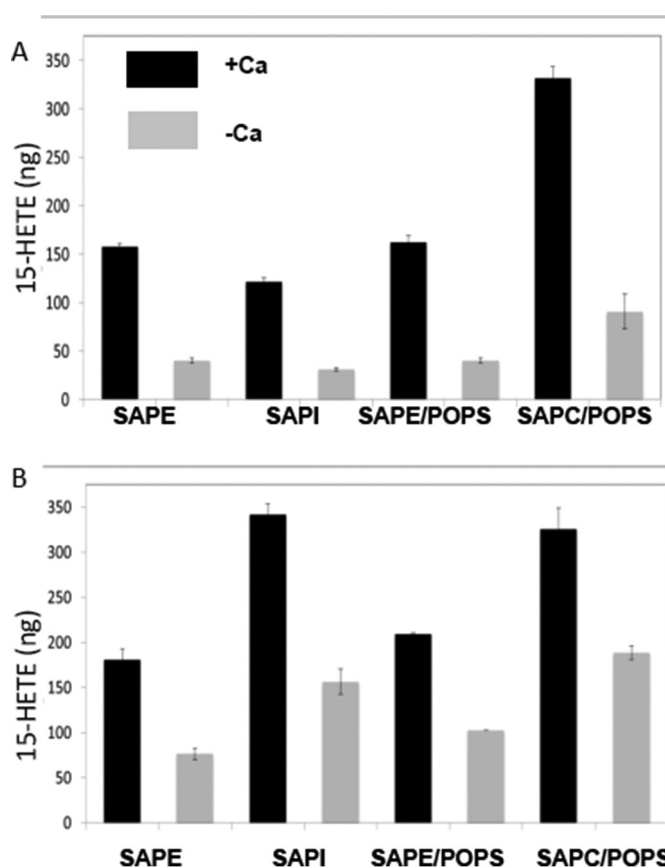 A
+Ca
-Ca
15-HETE (ng)
350
300
250
200
150
100
50
0
SAPE SAPI SAPE/POPS SAPC/POPS
B
15-HETE (ng)
350
300
250
200
150
100
50
0
SAPE SAPI SAPE/POPS SAPC/POPS